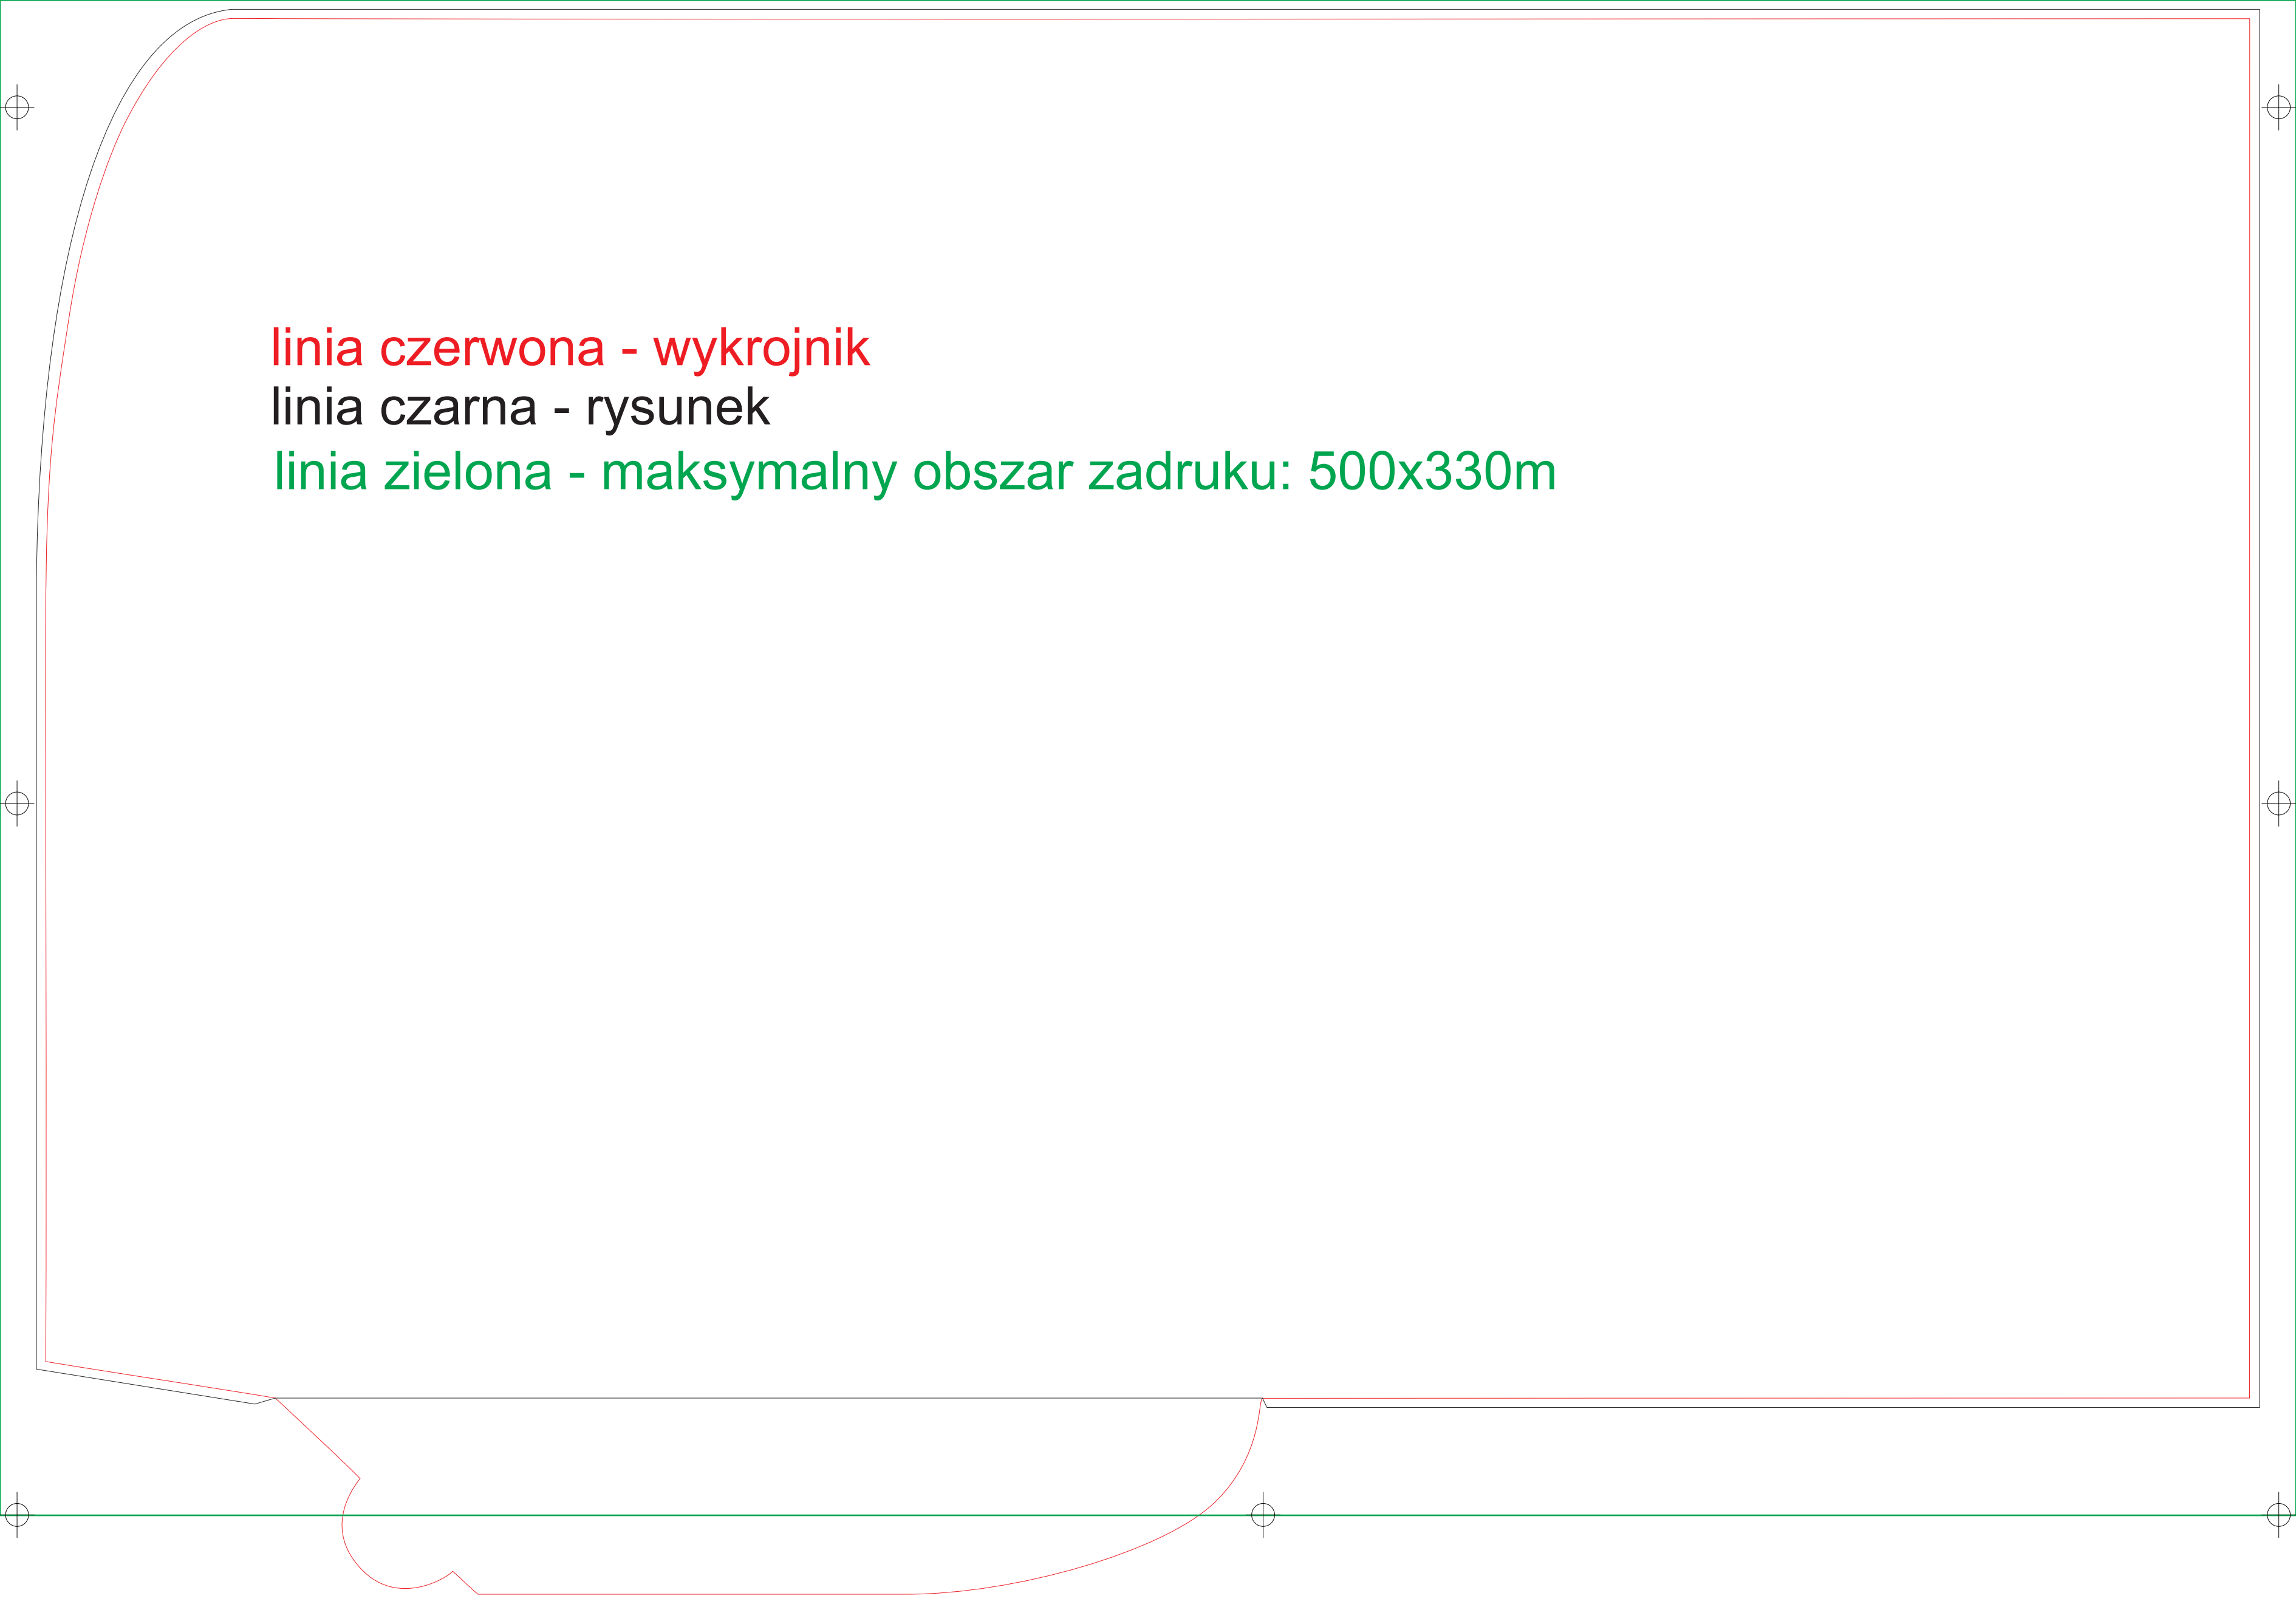 linia czerwona - wykrojnik
linia czarna - rysunek
linia zielona - maksymalny obszar zadruku: 500x330m